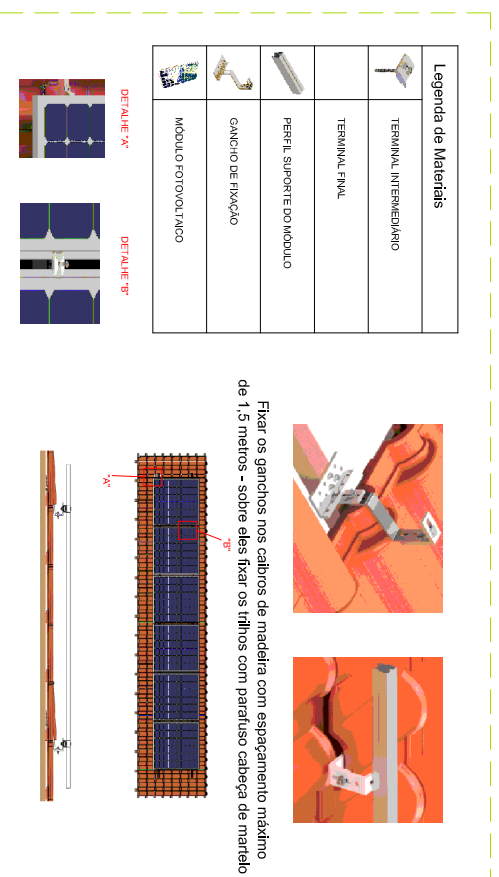 Legenda de Materiais
TERMINAL INTERMEDIÁRIO
TERMINAL FINAL
PERFIL SUPORTE DO MÓDULO
GANCHO DE FIXAÇÃO
MÓDULO FOTOVOLTAICO
DETALHE "A"
DETALHE "B"
Fixar os ganchos nos caibros de madeira com espaçamento máximo
de 1,5 metros - sobre eles fixar os trilhos com parafuso cabeça de martelo
"A"
"B"